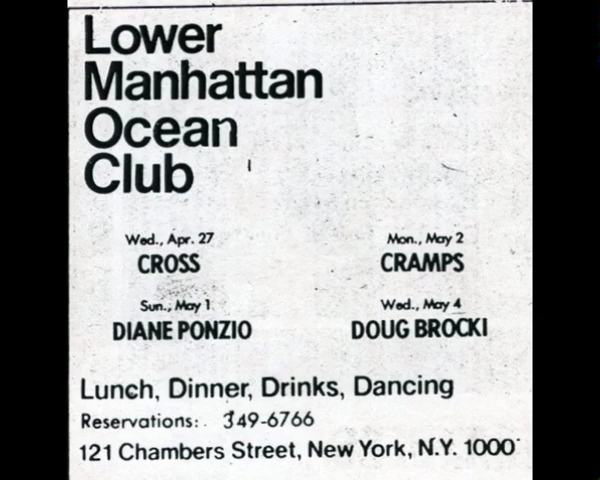 Lower
Manhattan
Ocean
Club
Wed., Apr. 27
CROSS
Mon., May 2
CRAMPS
Sun., May 1
DIANE PONZIO
Wed., May 4
DOUG BROCKI
Lunch, Dinner, Drinks, Dancing
Reservations: 349-6766
121 Chambers Street, New York, N.Y. 1000